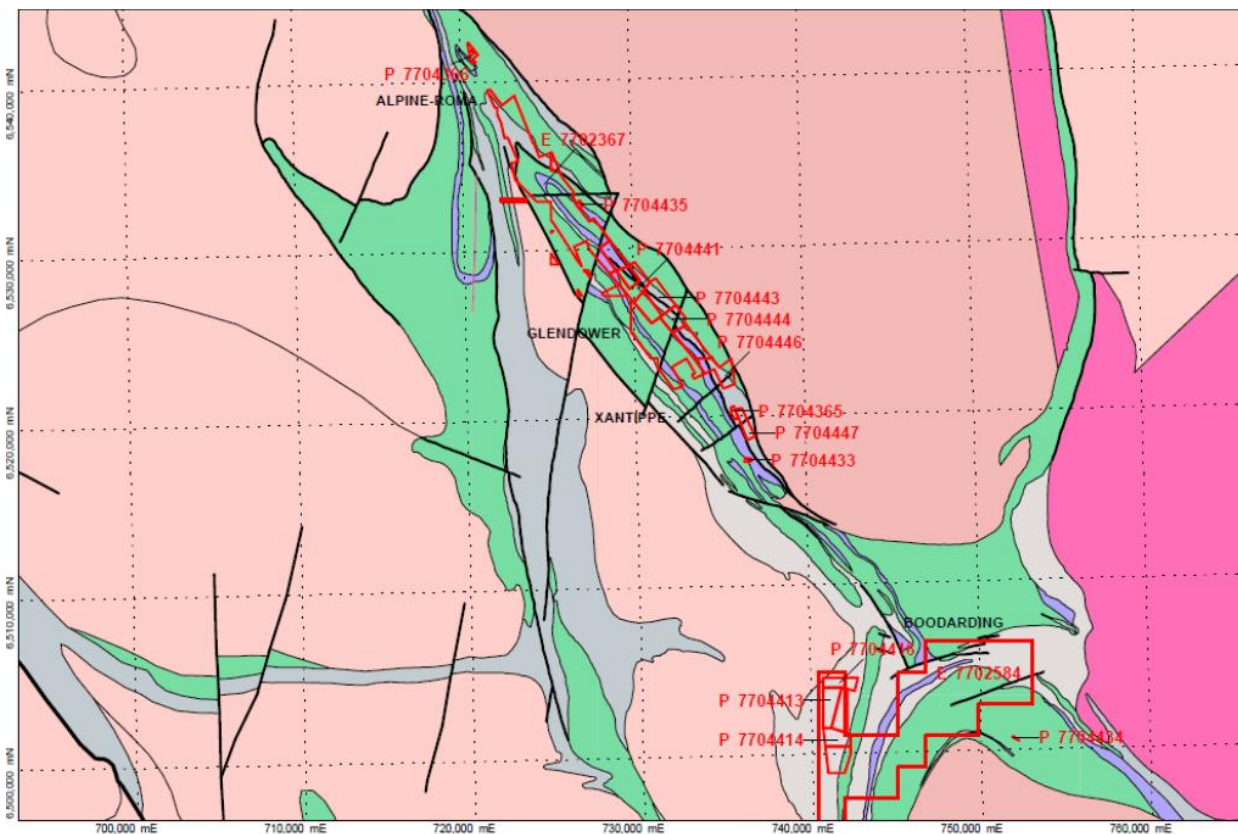 P 7704366
ALPINE-ROMA
E 7702367
P 7704435
P 7704441
P 7704443
P 7704444
P 7704446
GLENDOWER
XANTIPPE
P 7704365
P 7704447
P 7704433
BOODARDING
P 7704416
E 7702584
P 7704413
P 7704414
P 7704434
6,540,000 mN
6,530,000 mN
6,520,000 mN
6,510,000 mN
6,500,000 mN
700,000 mE 710,000 mE 720,000 mE 730,000 mE 740,000 mE 750,000 mE 760,000 mE